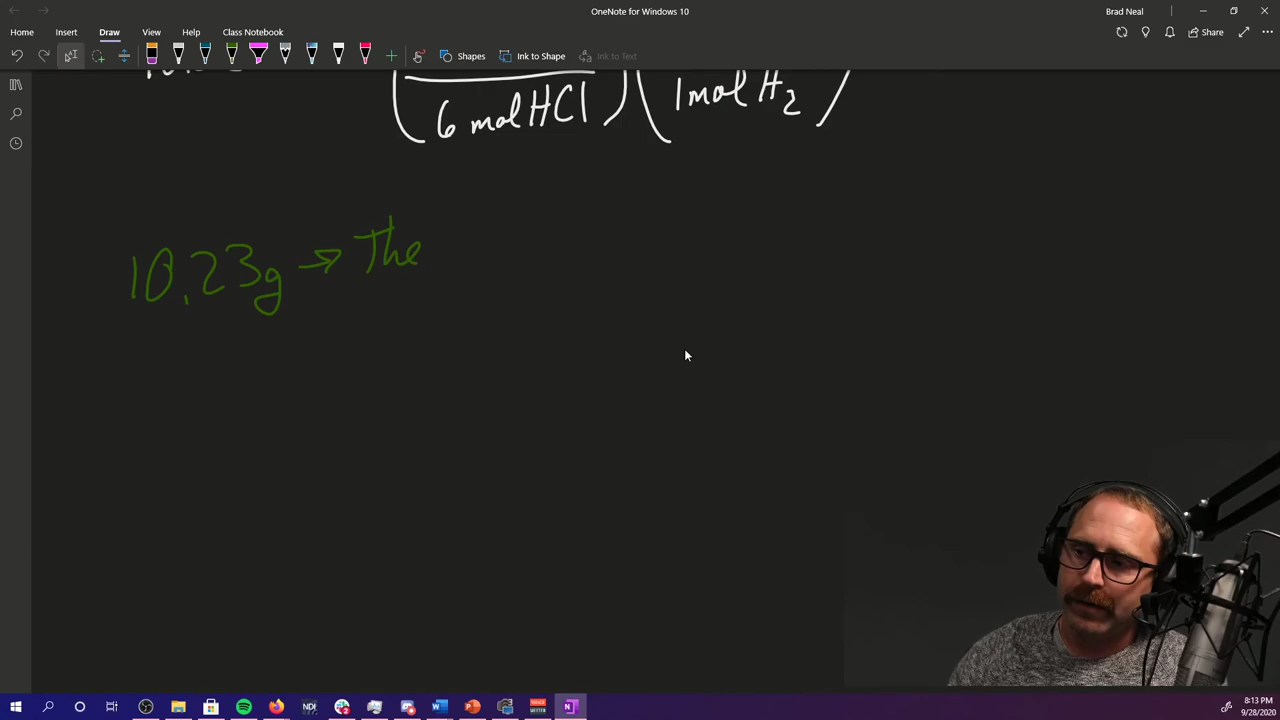 OneNote for Windows 10
Brad Neal
Home Insert Draw View Help Class Notebook
Share
Shapes Ink to Shape Ink to Text
6 mol HCl 1 mol H2
10.23g → The
8:13 PM
9/28/2020